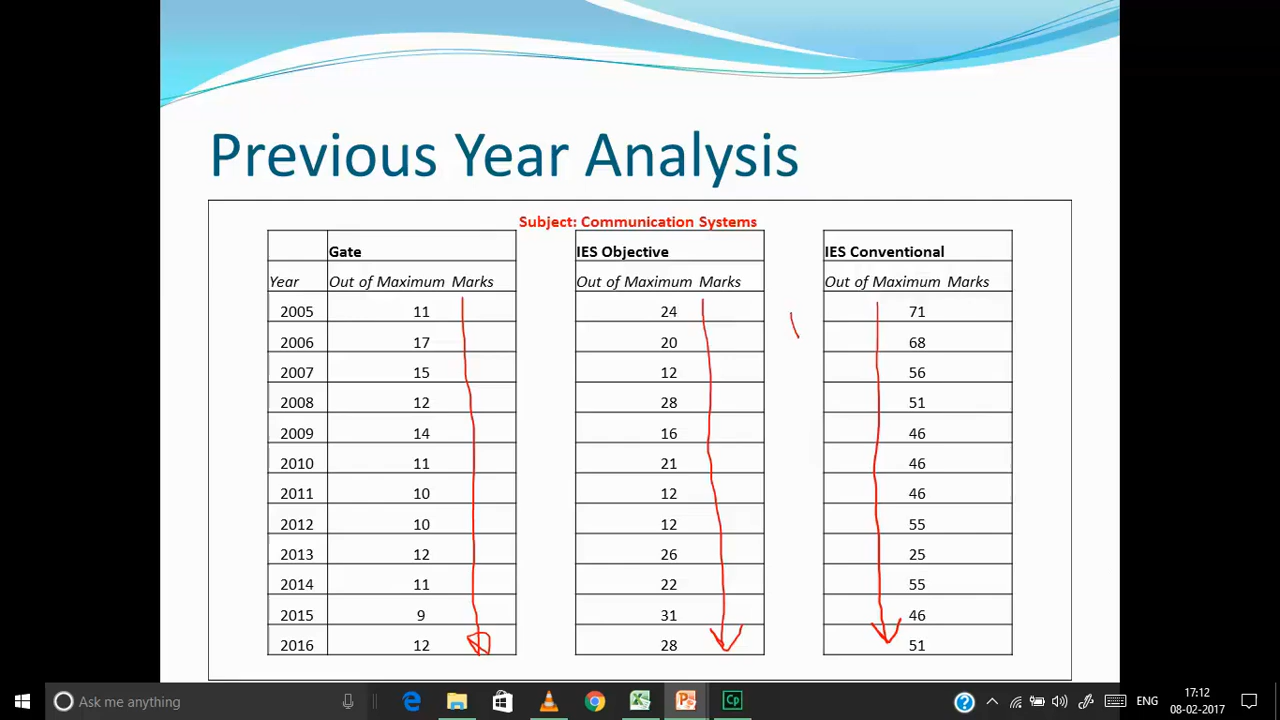 Previous Year Analysis
Subject: Communication Systems
Gate IES Objective IES Conventional
Year Out of Maximum Marks Out of Maximum Marks Out of Maximum Marks
2005 11 24 71
2006 17 20 68
2007 15 12 56
2008 12 28 51
2009 14 16 46
2010 11 21 46
2011 10 12 46
2012 10 12 55
2013 12 26 25
2014 11 22 55
2015 9 31 46
2016 12 28 51
Ask me anything
Cp
ENG
17:12
08-02-2017